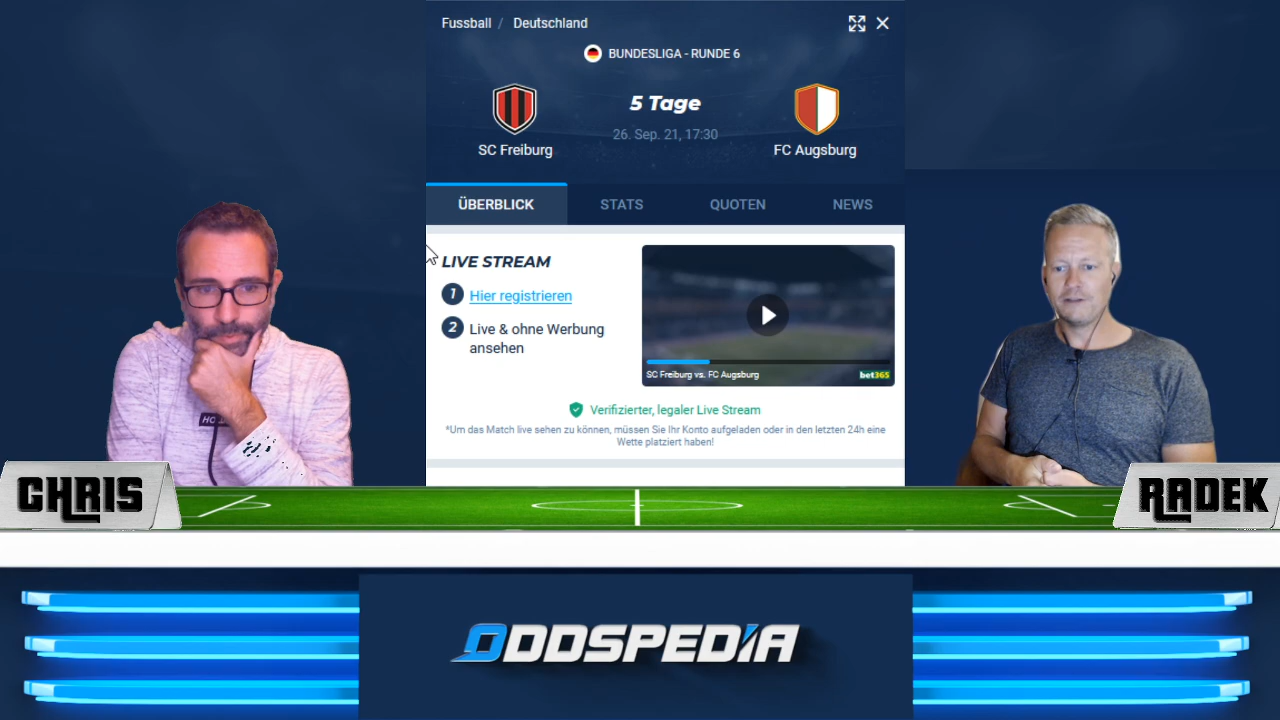 Fussball / Deutschland
BUNDESLIGA - RUNDE 6
5 Tage
26. Sep. 21, 17:30
SC Freiburg
FC Augsburg
ÜBERBLICK
STATS
QUOTEN
NEWS
LIVE STREAM
1 Hier registrieren
2 Live & ohne Werbung
ansehen
SC Freiburg vs. FC Augsburg
bet365
Verifizierter, legaler Live Stream
*Um das Match live sehen zu können, müssen Sie Ihr Konto aufgeladen oder in den letzten 24h eine
Wette platziert haben!
CHRIS
RADEK
ODDSPEDIA